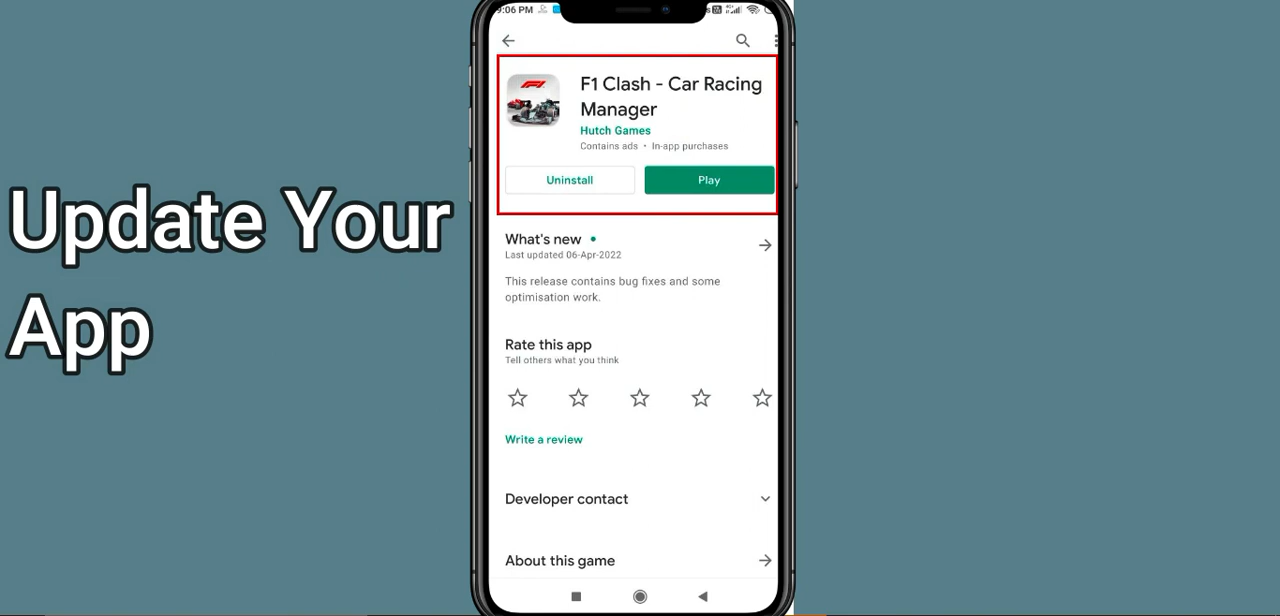 Update Your
App
9:06 PM
F1 Clash - Car Racing
Manager
Hutch Games
Contains ads • In-app purchases
Uninstall
Play
What's new •
Last updated 06-Apr-2022
This release contains bug fixes and some
optimisation work.
Rate this app
Tell others what you think
Write a review
Developer contact
About this game